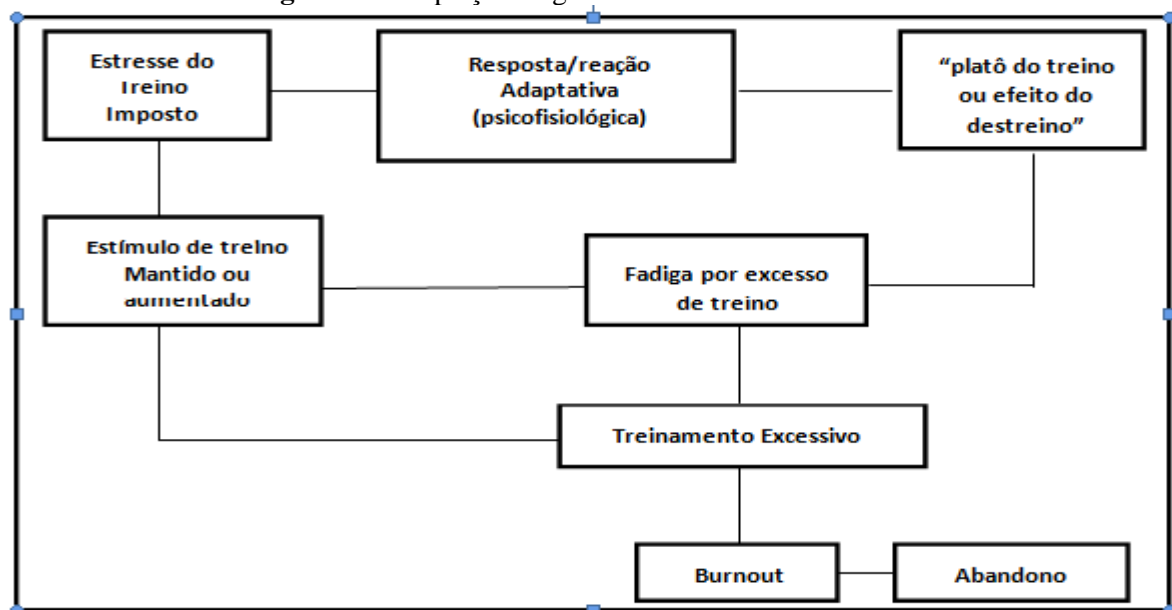 Estresse do
Treino
Imposto
Resposta/reação
Adaptativa
(psicofisiológica)
“platô do treino
ou efeito do
destreino”
Estímulo de treino
Mantido ou
aumentado
Fadiga por excesso
de treino
Treinamento Excessivo
Burnout
Abandono